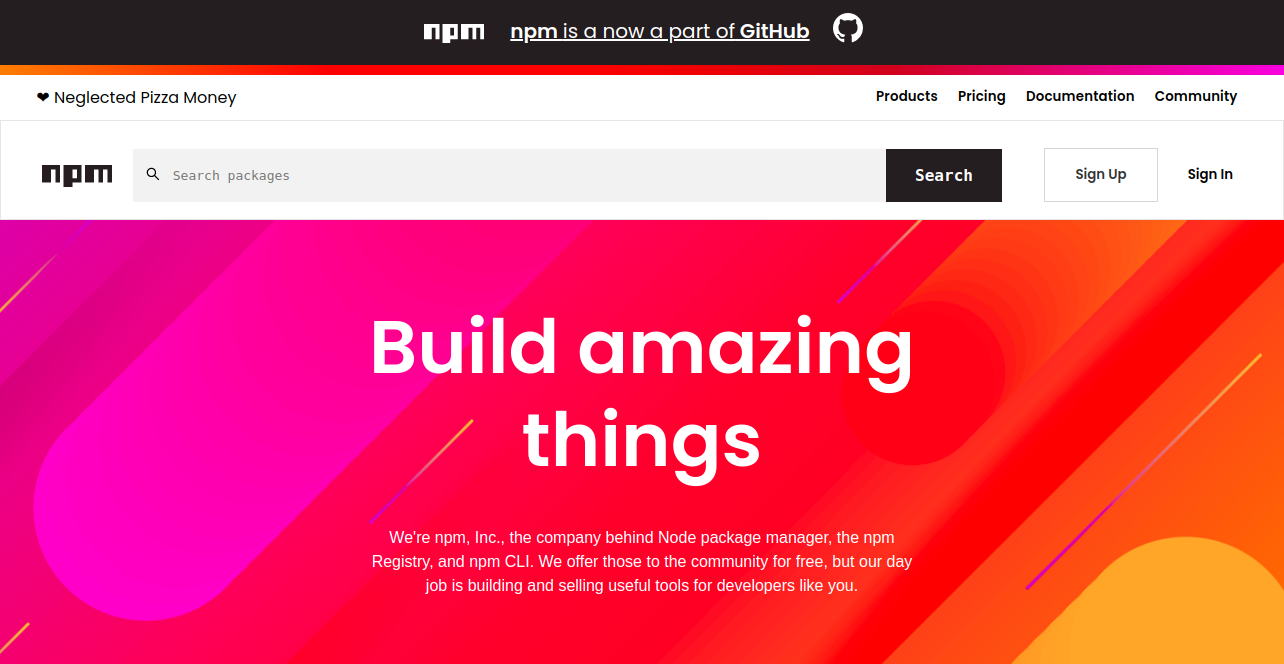 npm npm is a now a part of GitHub
❤ Neglected Pizza Money Products Pricing Documentation Community
npm Search packages Search Sign Up Sign In
Build amazing
things
We're npm, Inc., the company behind Node package manager, the npm
Registry, and npm CLI. We offer those to the community for free, but our day
job is building and selling useful tools for developers like you.